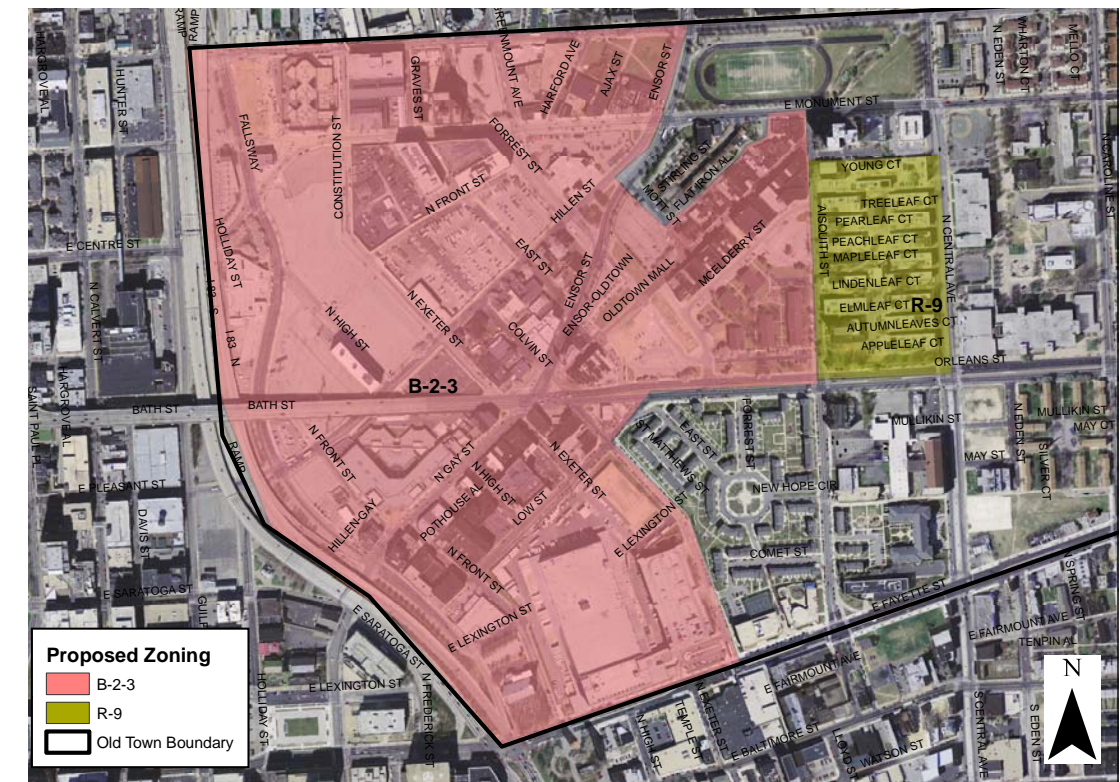 RAMP
RAMP
HARGROVE AL
HUNTER ST
GRAVES ST
GREENMOUNT AVE
HARFORD AVE
AJAX ST
ENSOR ST
N EDEN ST
WHARTON CT
MELLO CT
E MONUMENT ST
FALLSWAY
CONSTITUTION ST
FORREST ST
STIRLING ST
FLAT IRON AL
MOTT ST
YOUNG CT
N CAROLINE ST
N FRONT ST
HILLEN ST
TREELEAF CT
PEARLEAF CT
AISQUITH ST
N CENTRAL AVE
E CENTRE ST
HOLLIDAY ST
EAST ST
MCELDERRY ST
PEACHLEAF CT
MAPLELEAF CT
ENSOR ST
ENSOR-OLDTOWN
OLDTOWN MALL
LINDENLEAF CT
N CALVERT ST
I 83 S
I 83 N
N HIGH ST
N EXETER ST
COLVIN ST
ELMLEAF CT
R-9
AUTUMNLEAVES CT
APPLELEAF CT
ORLEANS ST
B-2-3
SAINT PAUL PL
HARGROVE AL
BATH ST
BATH ST
FORREST ST
MULLIKIN ST
MULLIKIN ST
MAY CT
N EDEN ST
SILVER CT
EAST ST
ST MATTHEWS ST
RAMP
N FRONT ST
N GAY ST
N HIGH ST
N EXETER ST
MAY ST
E PLEASANT ST
POTHOUSE AL
LOW ST
NEW HOPE CIR
DAVIS ST
HILLEN-GAY
E LEXINGTON ST
COMET ST
N FRONT ST
E SARATOGA ST
GUILF
E FAYETTE ST
N SPRING ST
E SARATOGA ST
E LEXINGTON ST
E FAIRMOUNT AVE
TENPIN AL
Proposed Zoning
B-2-3
R-9
Old Town Boundary
HOLLIDAY ST
E LEXINGTON ST
N FREDERICK ST
E FAIRMOUNT AVE
N HIGH ST
TEMPLE ST
N EXETER ST
E BALTIMORE ST
LLOYD ST
WATSON ST
S CENTRAL AVE
S EDEN ST
N